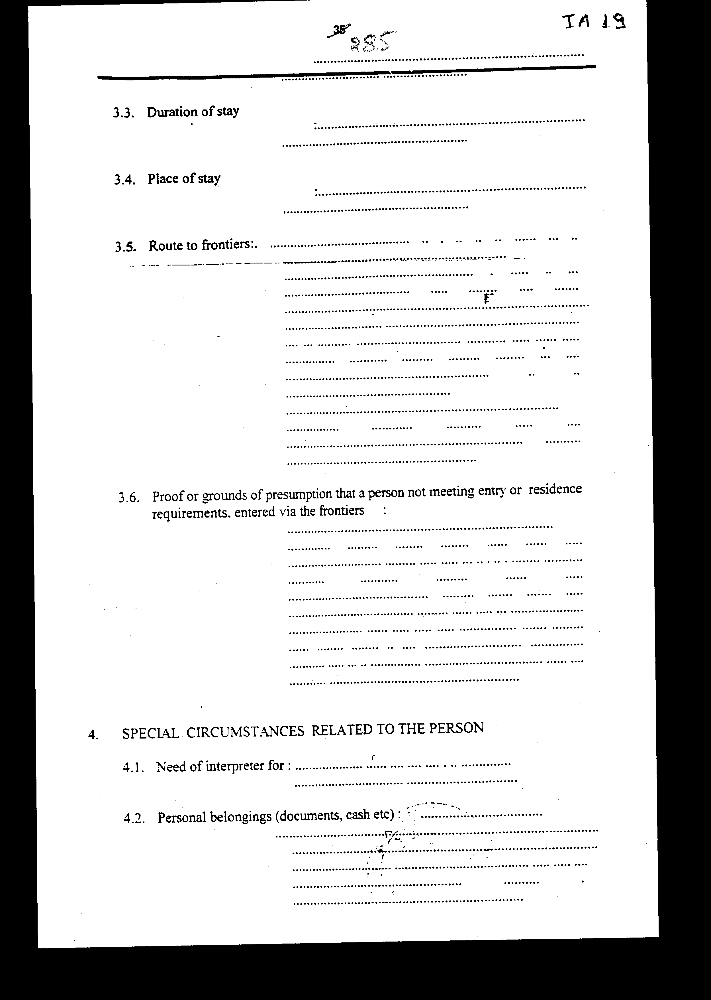 IA 19
285
3.3. Duration of stay
:
3.4. Place of stay
:
3.5. Route to frontiers:.
3.6. Proof or grounds of presumption that a person not meeting entry or residence
requirements, entered via the frontiers :
4. SPECIAL CIRCUMSTANCES RELATED TO THE PERSON
4.1. Need of interpreter for :
4.2. Personal belongings (documents, cash etc) :